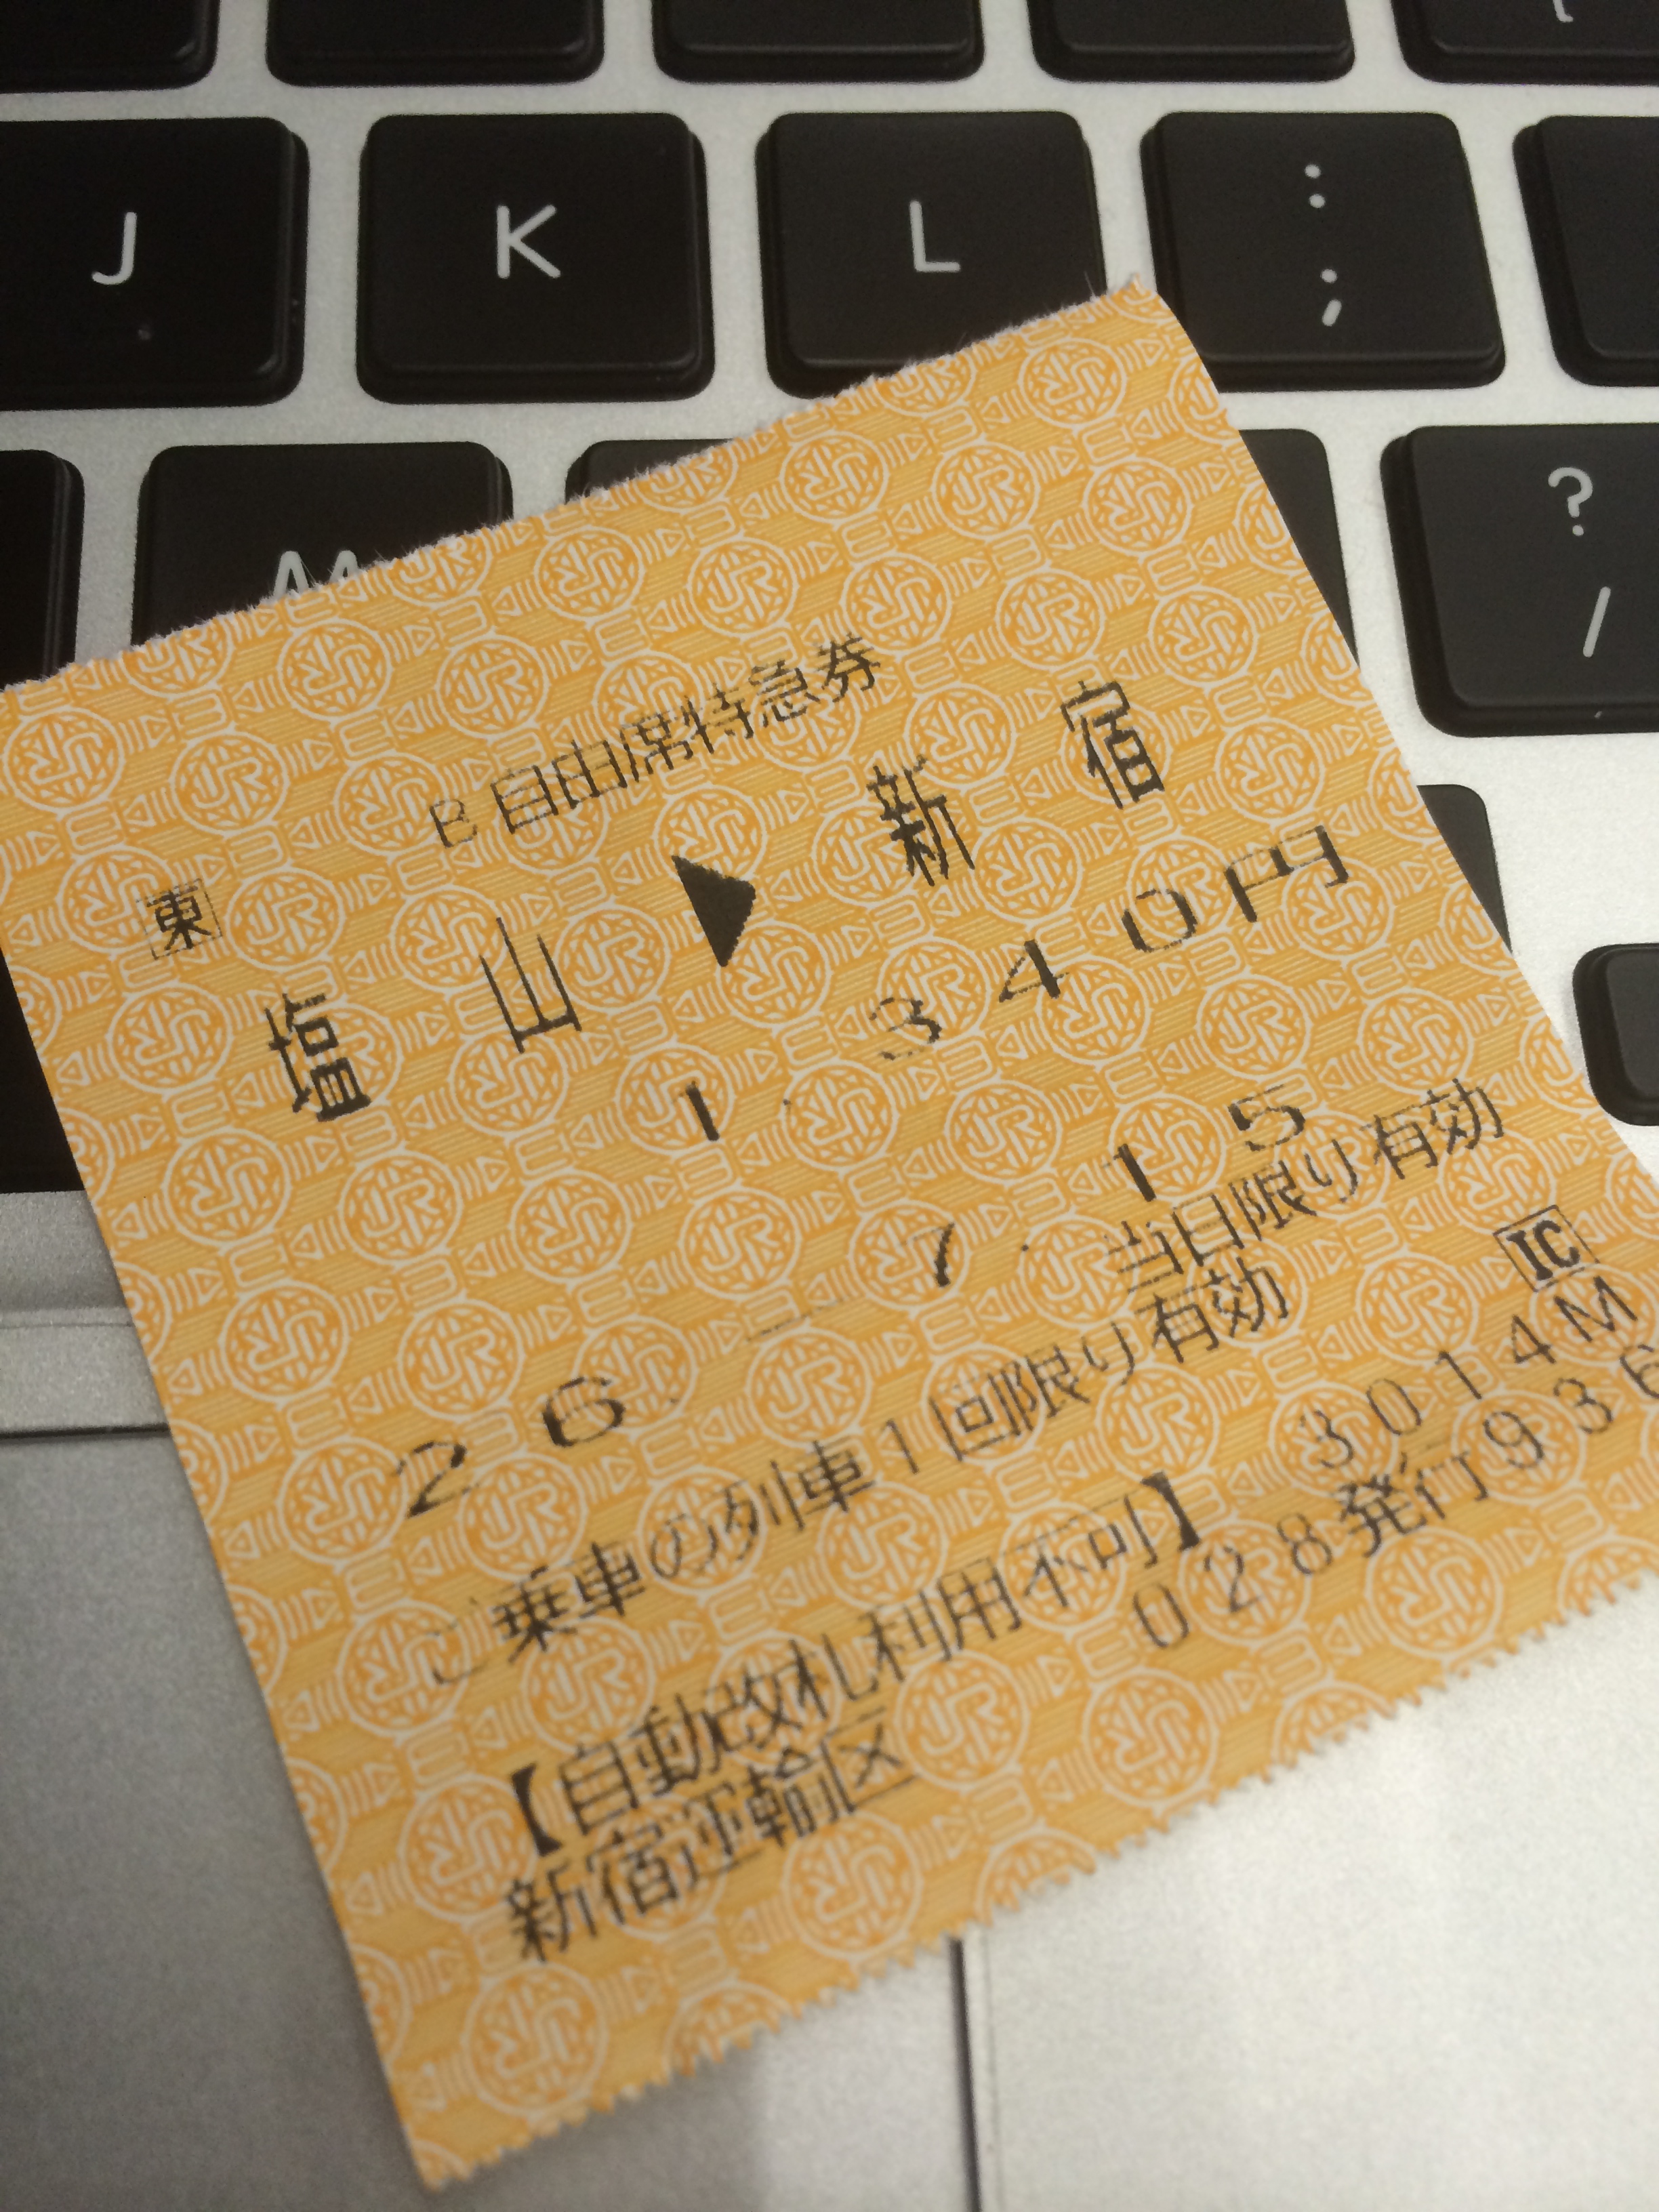 J K L : ;
M ? /
B自由席特急券
東
塩山▶新宿
1340円
26.-7.15
当日限り有効
ご乗車の列車1回限り有効
IC
【自動改札利用不可】
3014M
新宿運輸区
028発行936